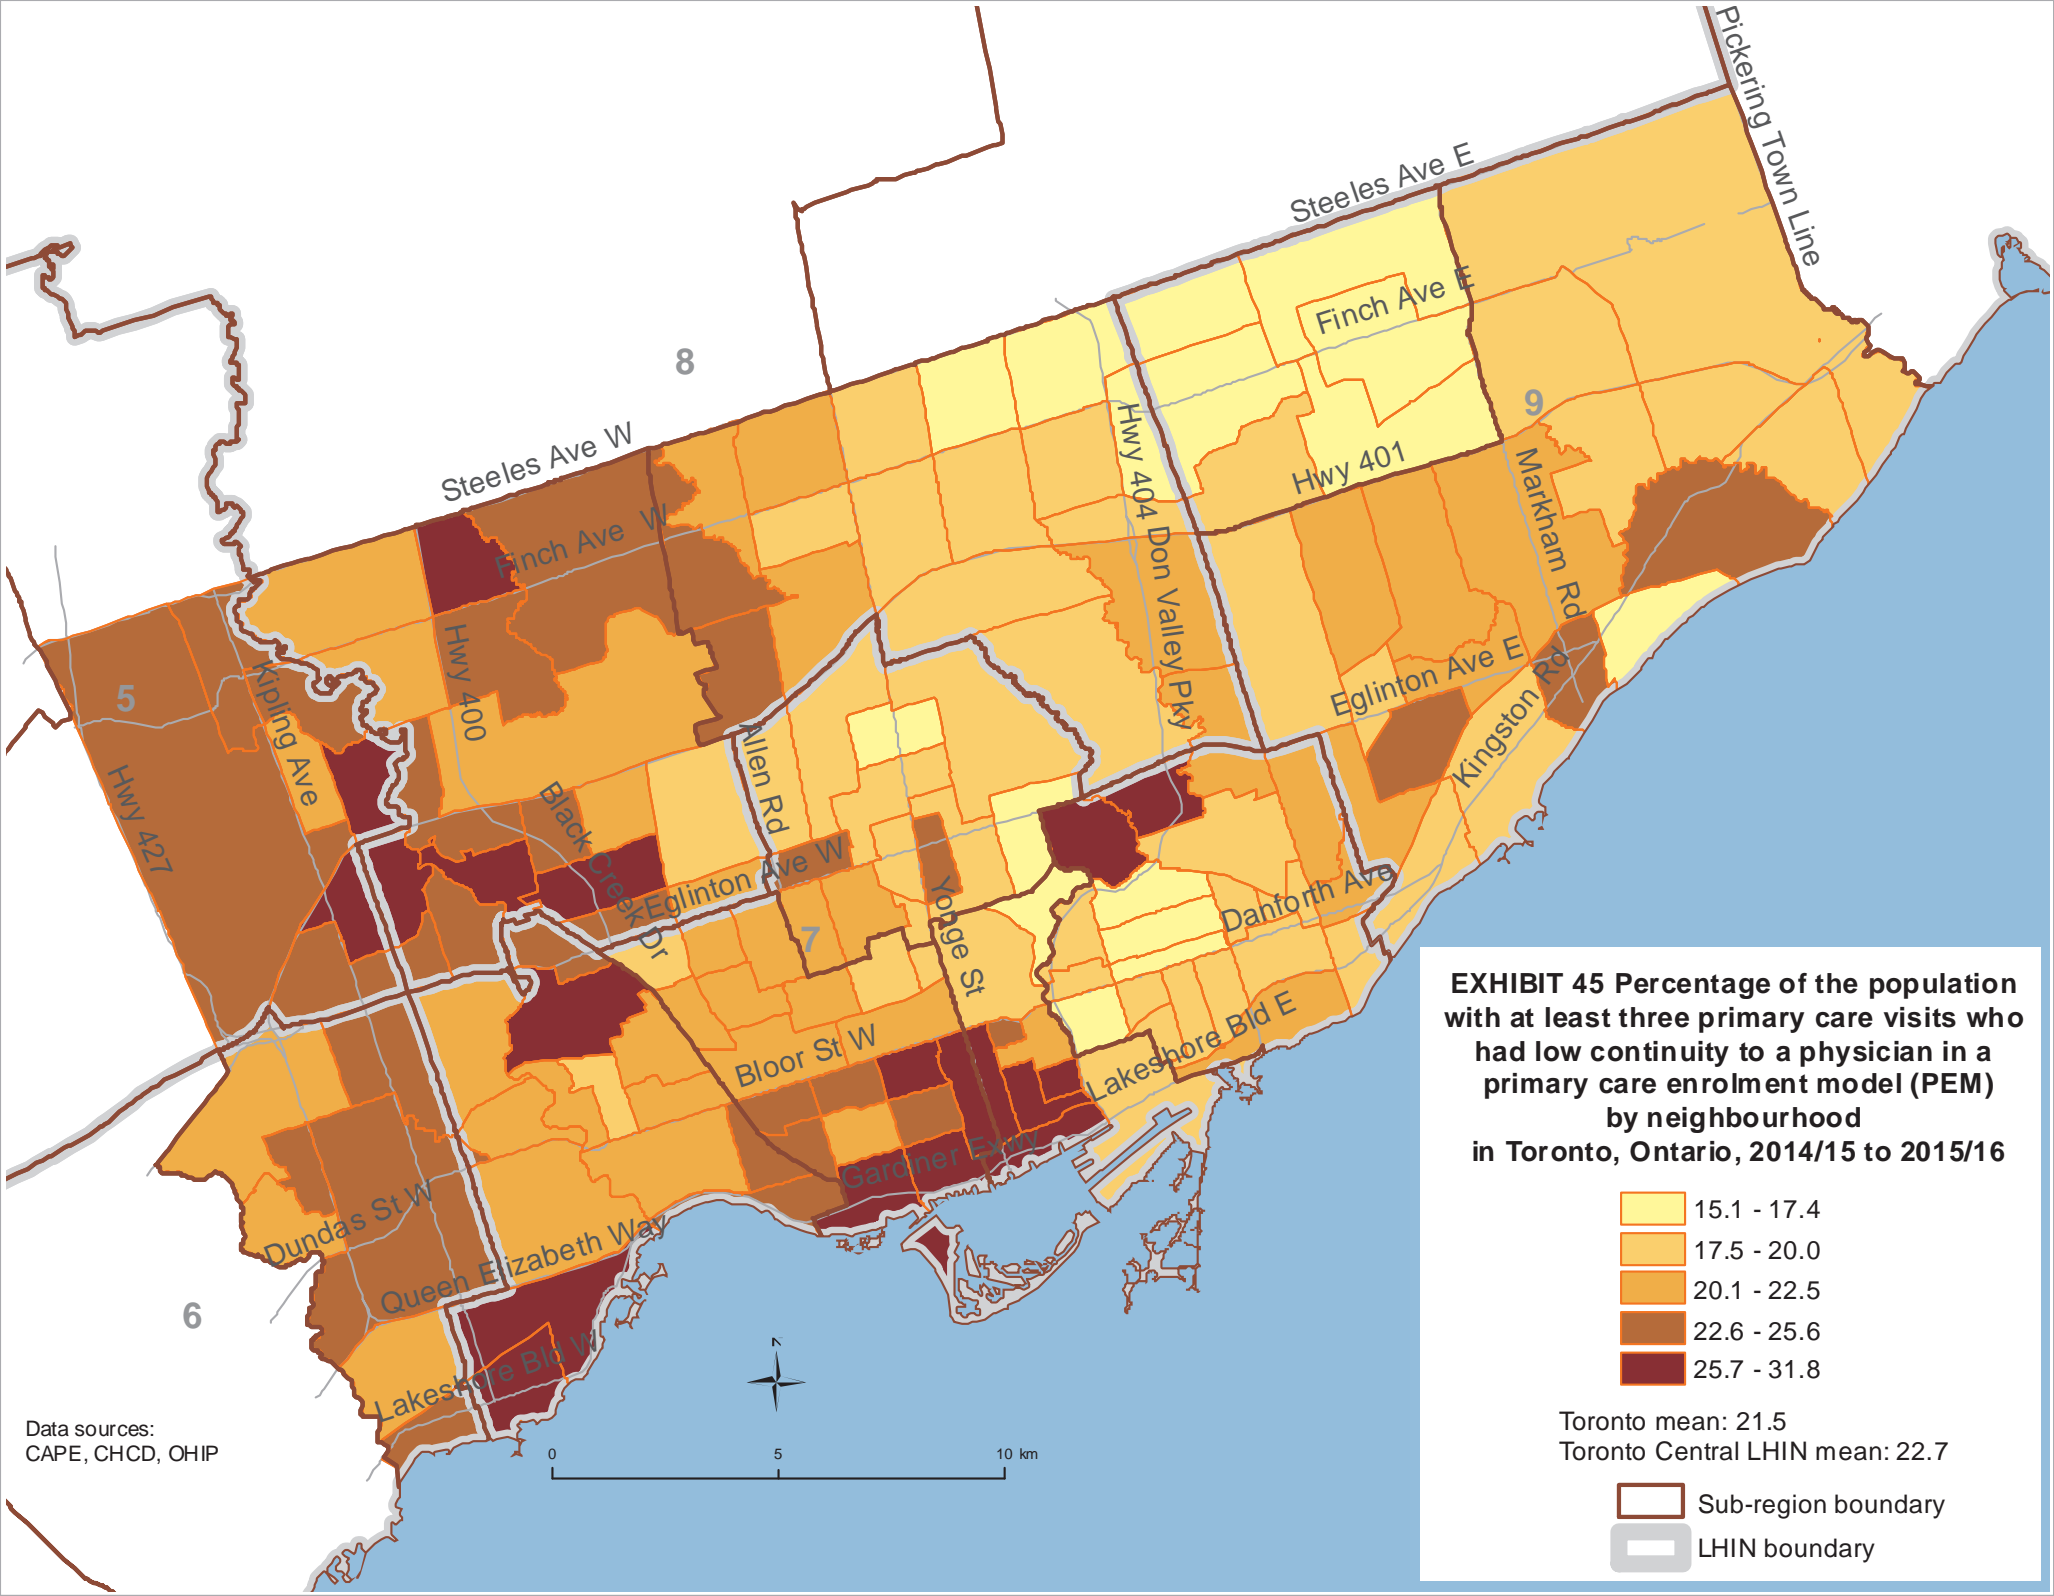 Pickering Town Line
Steeles Ave E
Finch Ave E
8
9
Steeles Ave W
Hwy 404
Hwy 401
Markham Rd
Finch Ave W
Don Valley Pky
5
Kipling Ave
Hwy 400
Eglinton Ave E
Kingston Rd
Hwy 427
Allen Rd
Black Creek Dr
Eglinton Ave W
Yonge St
Danforth Ave
7
Bloor St W
Lakeshore Bld E
Gardiner Exwy
Dundas St W
Queen Elizabeth Way
6
Lakeshore Bld W
N
Data sources:
CAPE, CHCD, OHIP
0 5 10 km
EXHIBIT 45 Percentage of the population
with at least three primary care visits who
had low continuity to a physician in a
primary care enrolment model (PEM)
by neighbourhood
in Toronto, Ontario, 2014/15 to 2015/16
15.1 - 17.4
17.5 - 20.0
20.1 - 22.5
22.6 - 25.6
25.7 - 31.8
Toronto mean: 21.5
Toronto Central LHIN mean: 22.7
Sub-region boundary
LHIN boundary